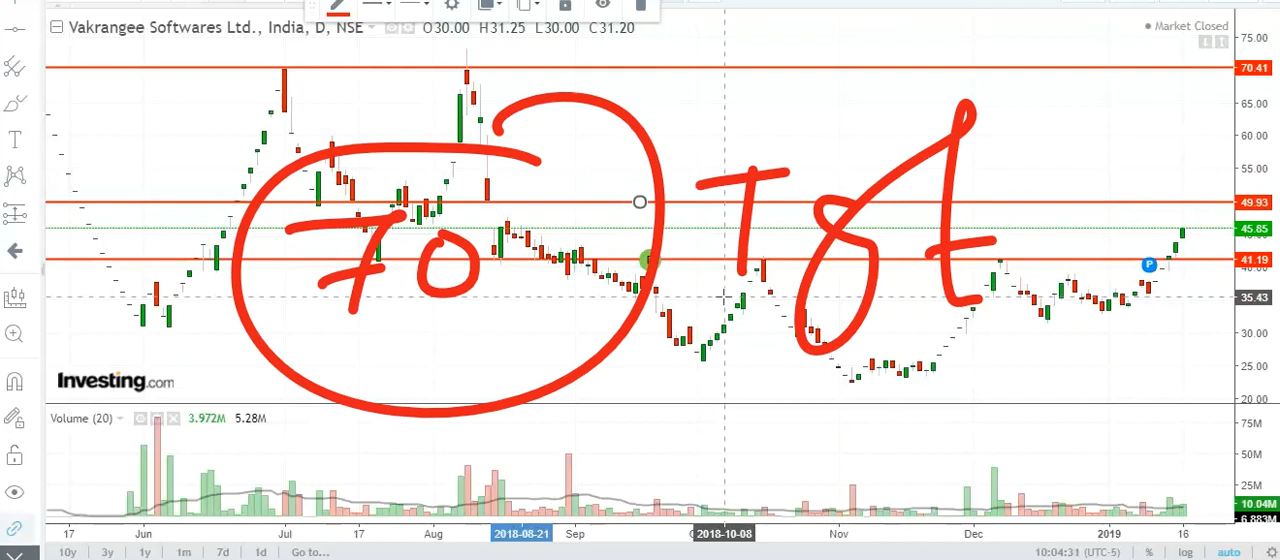 Vakrangee Softwares Ltd., India, D, NSE O30.00 H31.25 L30.00 C31.20
Market Closed
75.00
70.41
65.00
60.00
55.00
49.93
45.85
41.19
40.00
35.43
30.00
25.00
20.00
70
P
Investing.com
Volume (20) 3.972M 5.28M
75M
50M
25M
10.04M
6.883M
17 Jun Jul 17 Aug 2018-08-21 Sep 2018-10-08 Nov Dec 2019 16
10y 3y 1y 1m 7d 1d Go to... 10:04:31 (UTC-5) % log auto